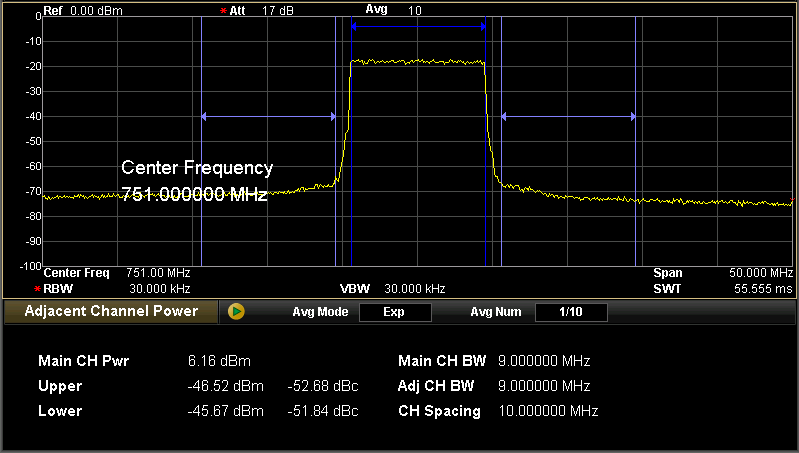 Ref 0.00 dBm * Att 17 dB Avg 10
0
-10
-20
-30
-40
-50
-60
-70
-80
-90
-100
Center Frequency
751.000000 MHz
Center Freq 751.00 MHz Span 50.000 MHz
* RBW 30.000 kHz VBW 30.000 kHz SWT 55.555 ms
Adjacent Channel Power Avg Mode Exp Avg Num 1/10
Main CH Pwr 6.16 dBm Main CH BW 9.000000 MHz
Upper -46.52 dBm -52.68 dBc Adj CH BW 9.000000 MHz
Lower -45.67 dBm -51.84 dBc CH Spacing 10.000000 MHz